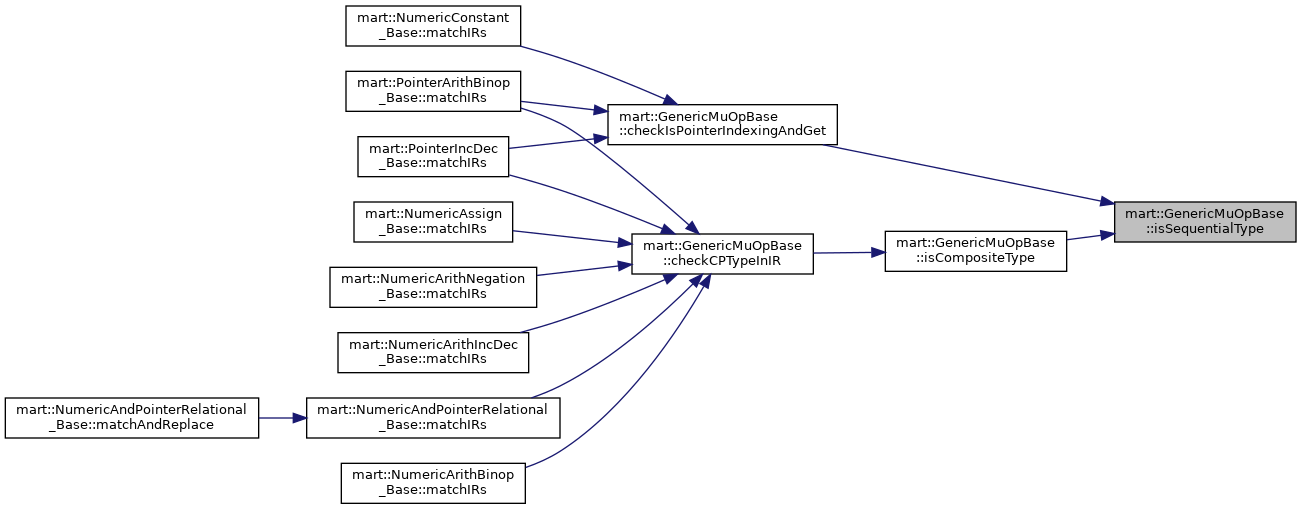 mart::NumericConstant
_Base::matchIRs
mart::PointerArithBinop
_Base::matchIRs
mart::GenericMuOpBase
::checkIsPointerIndexingAndGet
mart::PointerIncDec
_Base::matchIRs
mart::NumericAssign
_Base::matchIRs
mart::GenericMuOpBase
::isSequentialType
mart::GenericMuOpBase
::checkCPTypeInIR
mart::GenericMuOpBase
::isCompositeType
mart::NumericArithNegation
_Base::matchIRs
mart::NumericArithIncDec
_Base::matchIRs
mart::NumericAndPointerRelational
_Base::matchAndReplace
mart::NumericAndPointerRelational
_Base::matchIRs
mart::NumericArithBinop
_Base::matchIRs